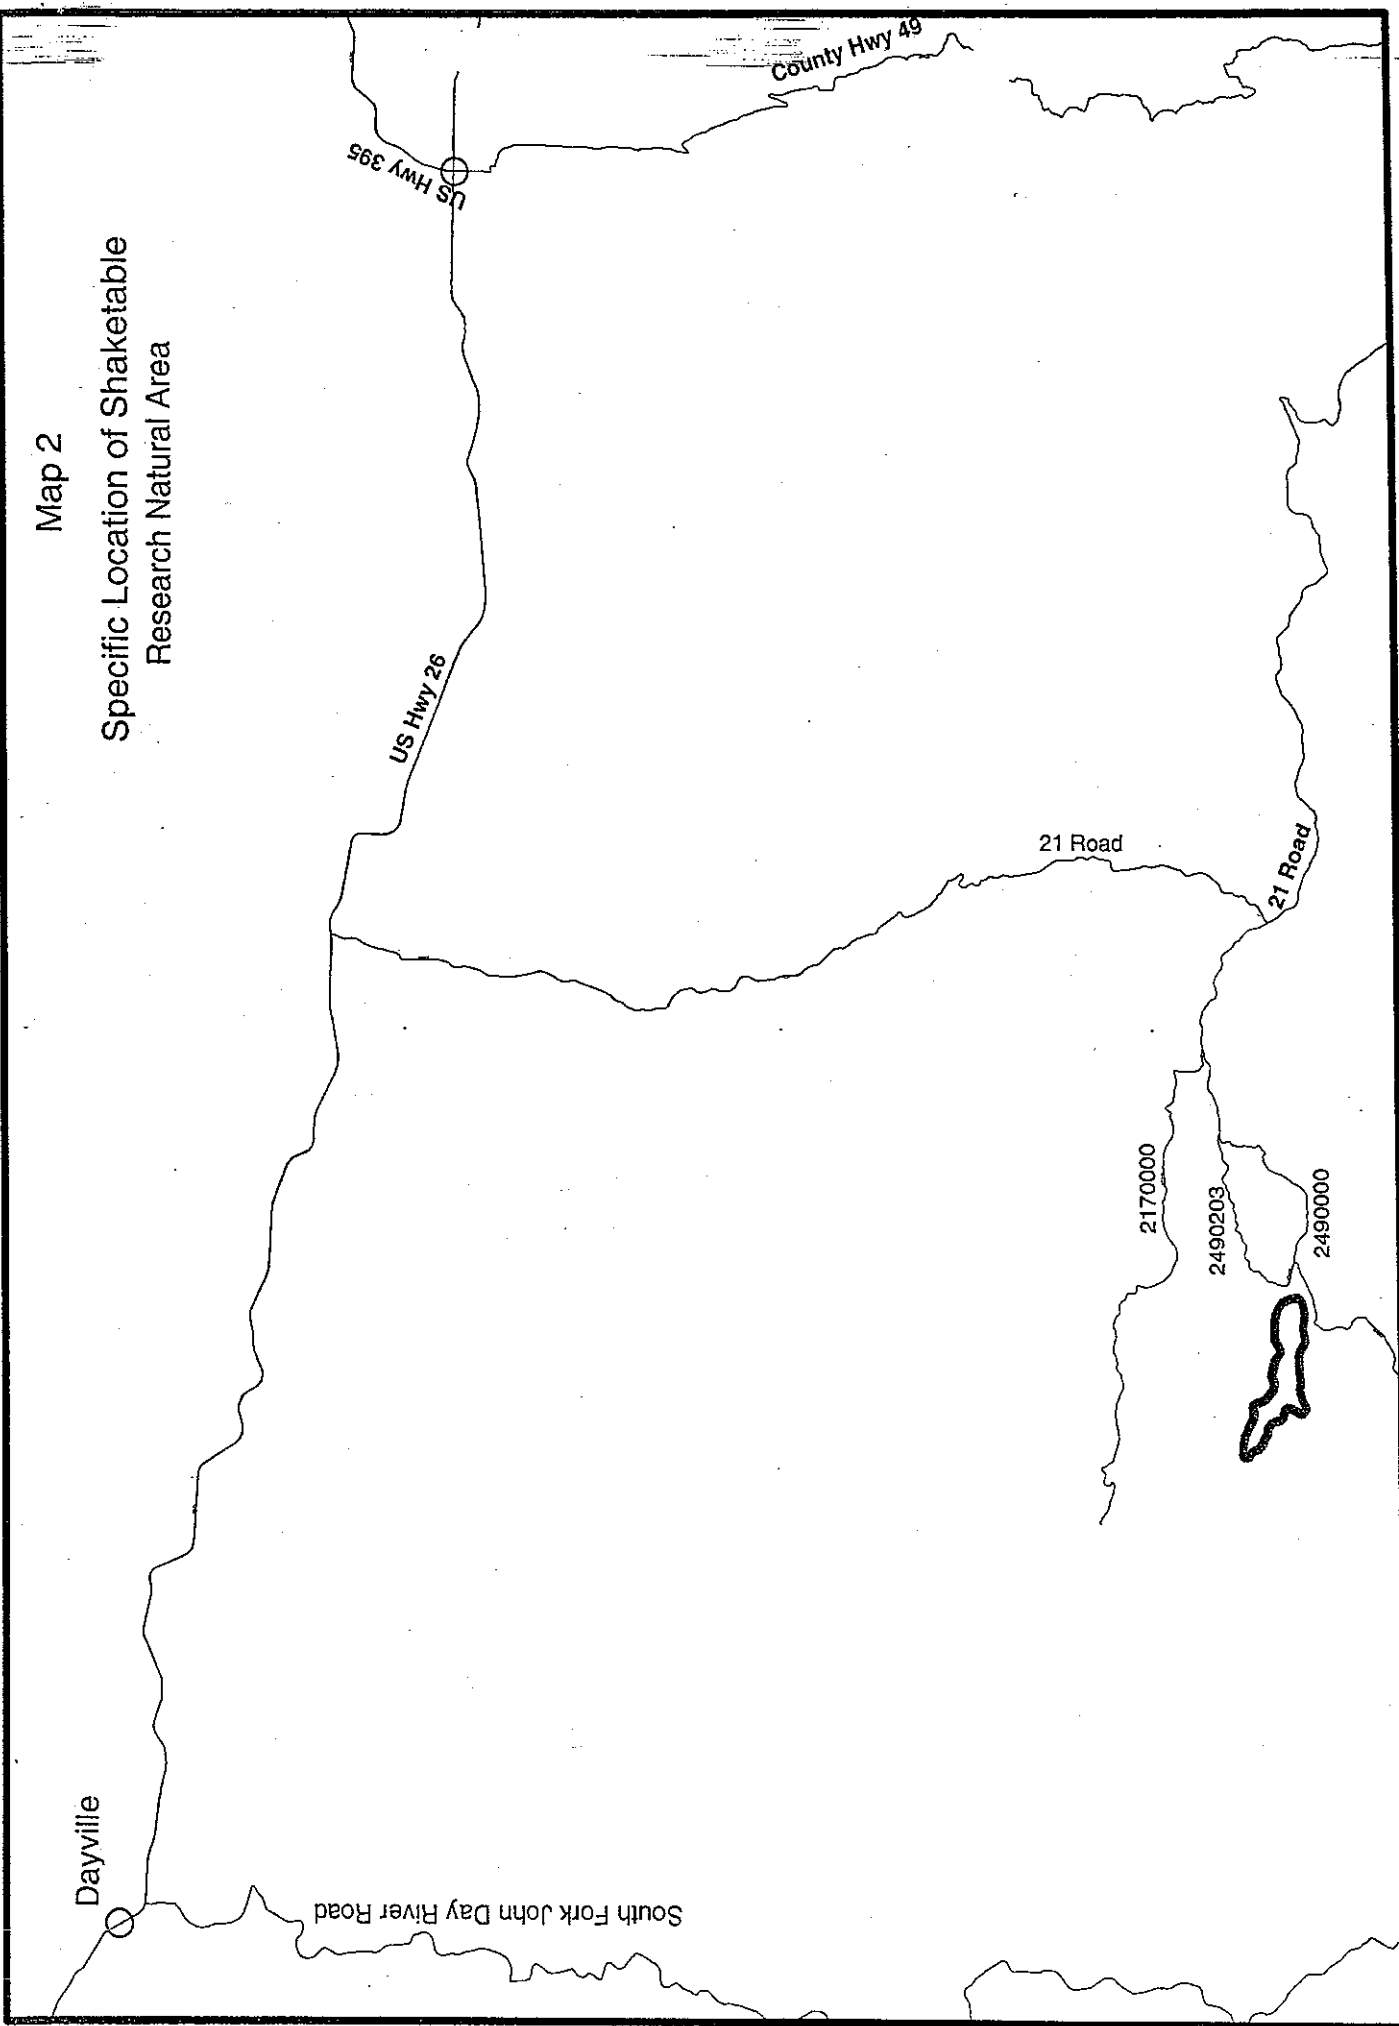 Map 2
Specific Location of Shaketable
Research Natural Area
Dayville
US Hwy 26
US Hwy 395
County Hwy 49
South Fork John Day River Road
21 Road
21 Road
2170000
2490203
2490000